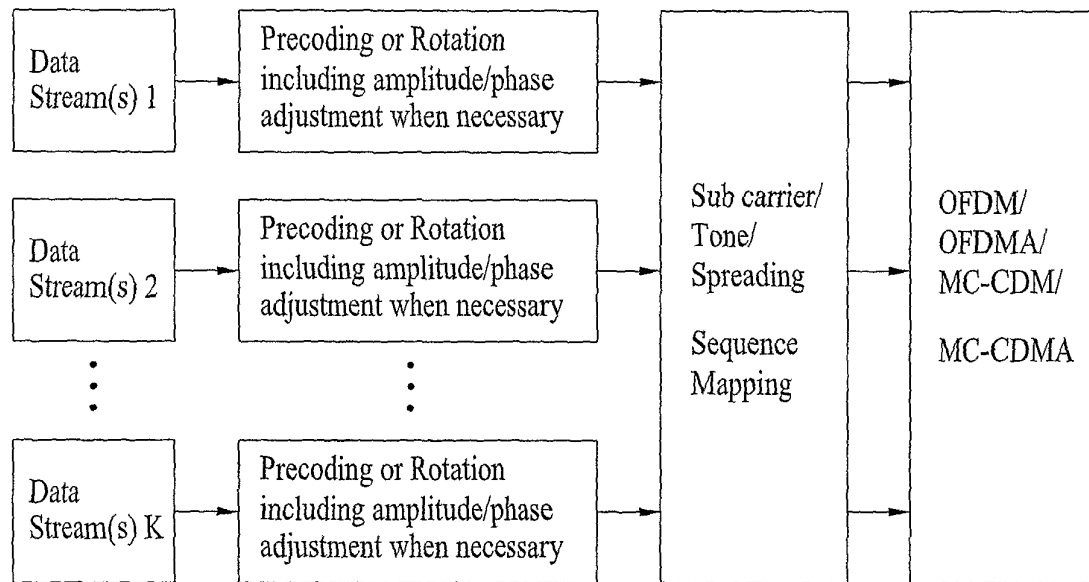 Data
Stream(s) 1
Precoding or Rotation
including amplitude/phase
adjustment when necessary
Data
Stream(s) 2
Precoding or Rotation
including amplitude/phase
adjustment when necessary
Data
Stream(s) K
Precoding or Rotation
including amplitude/phase
adjustment when necessary
Sub carrier/
Tone/
Spreading
Sequence
Mapping
OFDM/
OFDMA/
MC-CDM/
MC-CDMA